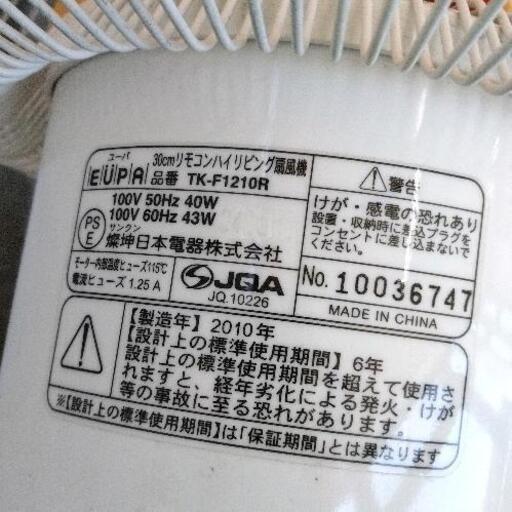 ユーパ
EUPA 30cmリモコンハイリビング扇風機
品番 TK-F1210R
100V 50Hz 40W
100V 60Hz 43W
PSE
サンクン
燦坤日本電器株式会社
モーター内部温度ヒューズ115℃
電流ヒューズ 1.25 A
JQA
JQ.10226
警告
けが・感電の恐れあり
設置・収納時に差込プラグを
コンセントに差し込まないで
ください。
No. 10036747
MADE IN CHINA
【製造年】2010年
【設計上の標準使用期間】6年
設計上の標準使用期間を超えて使用さ
れますと、経年劣化による発火・けが
等の事故に至る恐れがあります。
※【設計上の標準使用期間】は「保証期間」とは異なります